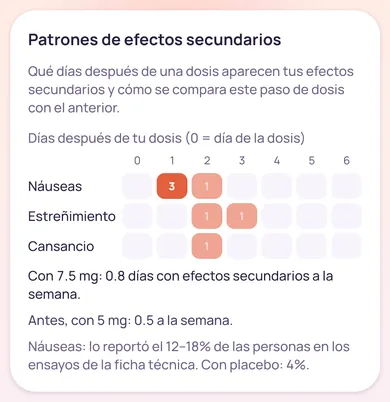 Patrones de efectos secundarios
Qué días después de una dosis aparecen tus efectos
secundarios y cómo se compara este paso de dosis
con el anterior.
Días después de tu dosis (0 = día de la dosis)
0 1 2 3 4 5 6
Náuseas 3 1
Estreñimiento 1 1
Cansancio 1
Con 7.5 mg: 0.8 días con efectos secundarios a la
semana.
Antes, con 5 mg: 0.5 a la semana.
Náuseas: lo reportó el 12–18% de las personas en los
ensayos de la ficha técnica. Con placebo: 4%.